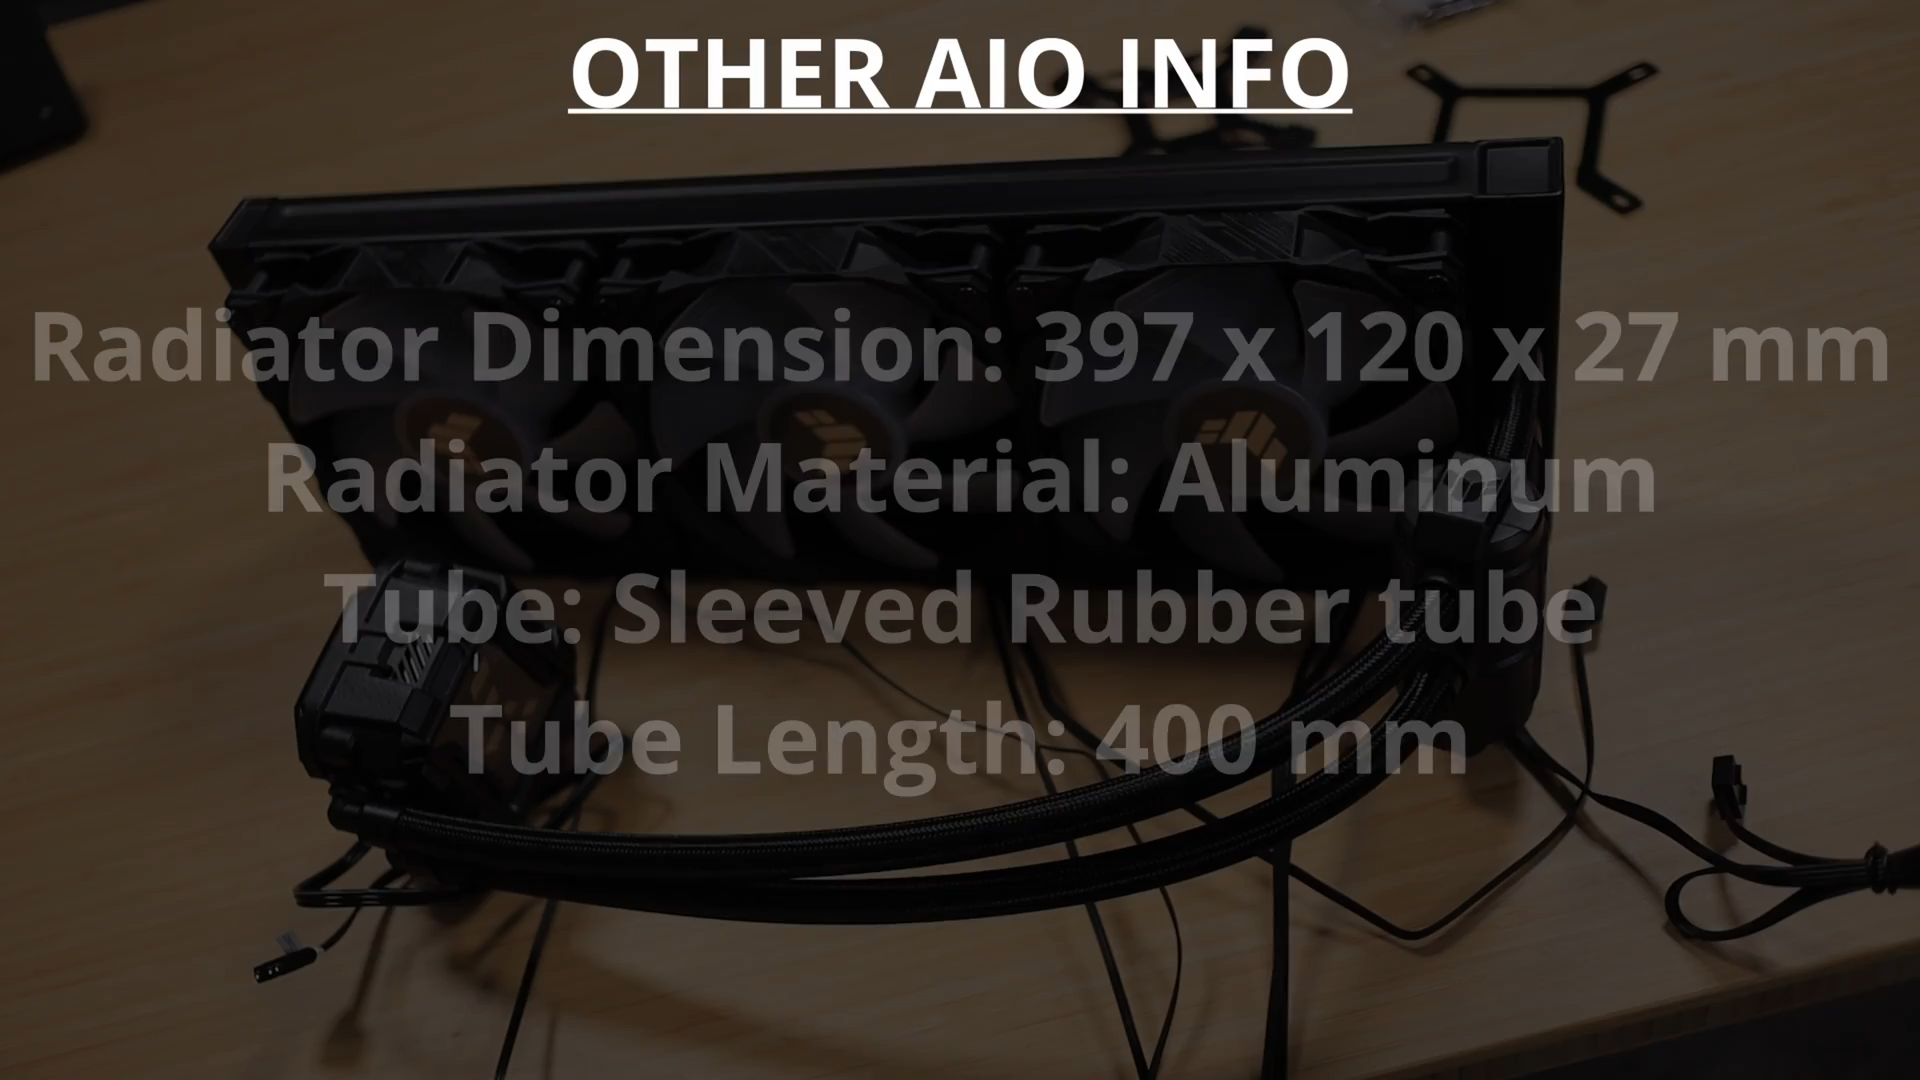 OTHER AIO INFO
Radiator Dimension: 397 x 120 x 27 mm
Radiator Material: Aluminum
Tube: Sleeved Rubber tube
Tube Length: 400 mm